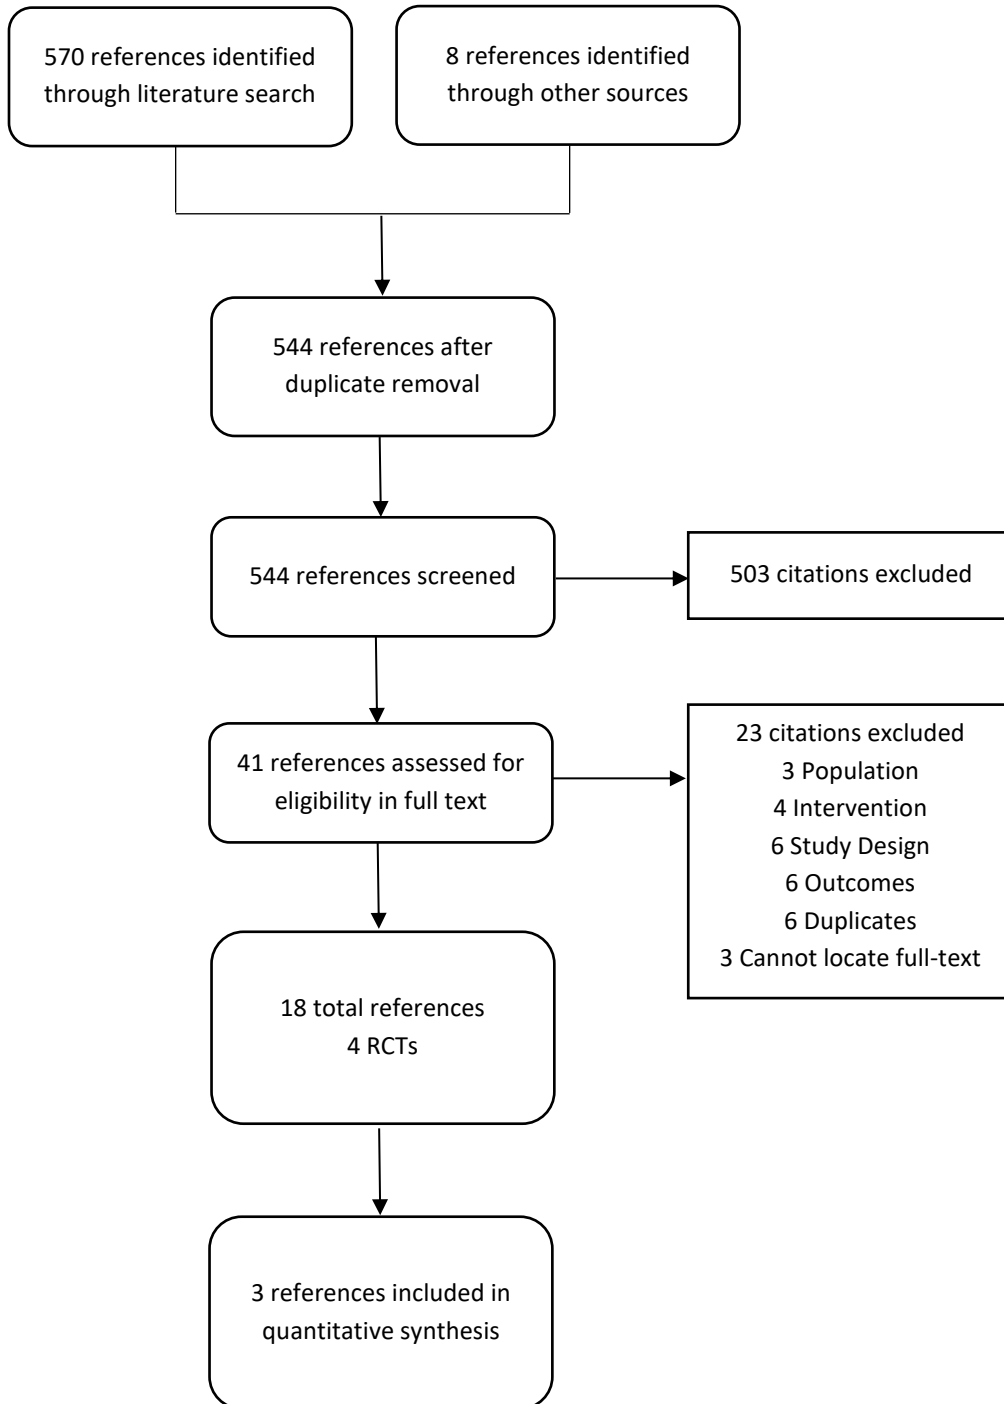 570 references identified
through literature search
8 references identified
through other sources
544 references after
duplicate removal
544 references screened
503 citations excluded
41 references assessed for
eligibility in full text
23 citations excluded
3 Population
4 Intervention
6 Study Design
6 Outcomes
6 Duplicates
3 Cannot locate full-text
18 total references
4 RCTs
3 references included in
quantitative synthesis